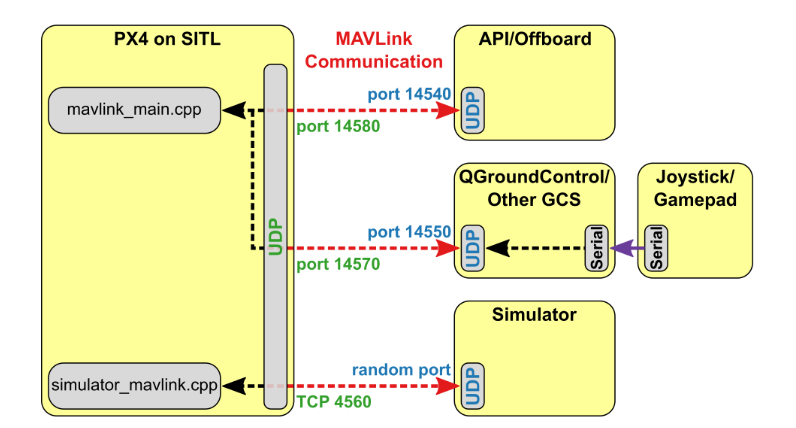 PX4 on SITL
mavlink_main.cpp
simulator_mavlink.cpp
UDP
MAVLink
Communication
port 14540
port 14580
port 14550
port 14570
random port
TCP 4560
API/Offboard
UDP
QGroundControl/
Other GCS
UDP
Serial
Joystick/
Gamepad
Serial
Simulator
UDP